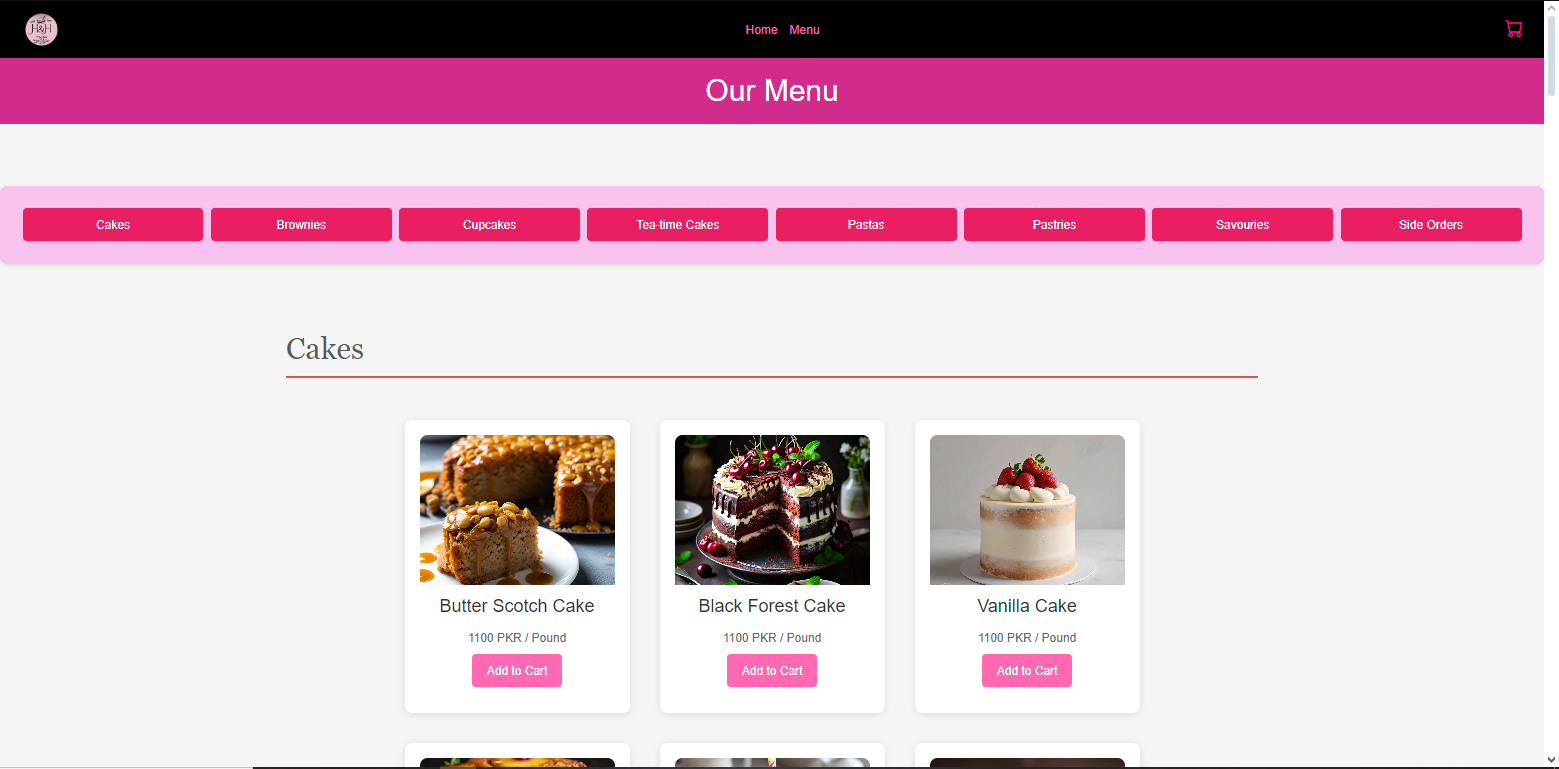 H&H
Home Menu
Our Menu
Cakes Brownies Cupcakes Tea-time Cakes Pastas Pastries Savouries Side Orders
Cakes
Butter Scotch Cake Black Forest Cake Vanilla Cake
1100 PKR / Pound 1100 PKR / Pound 1100 PKR / Pound
Add to Cart Add to Cart Add to Cart